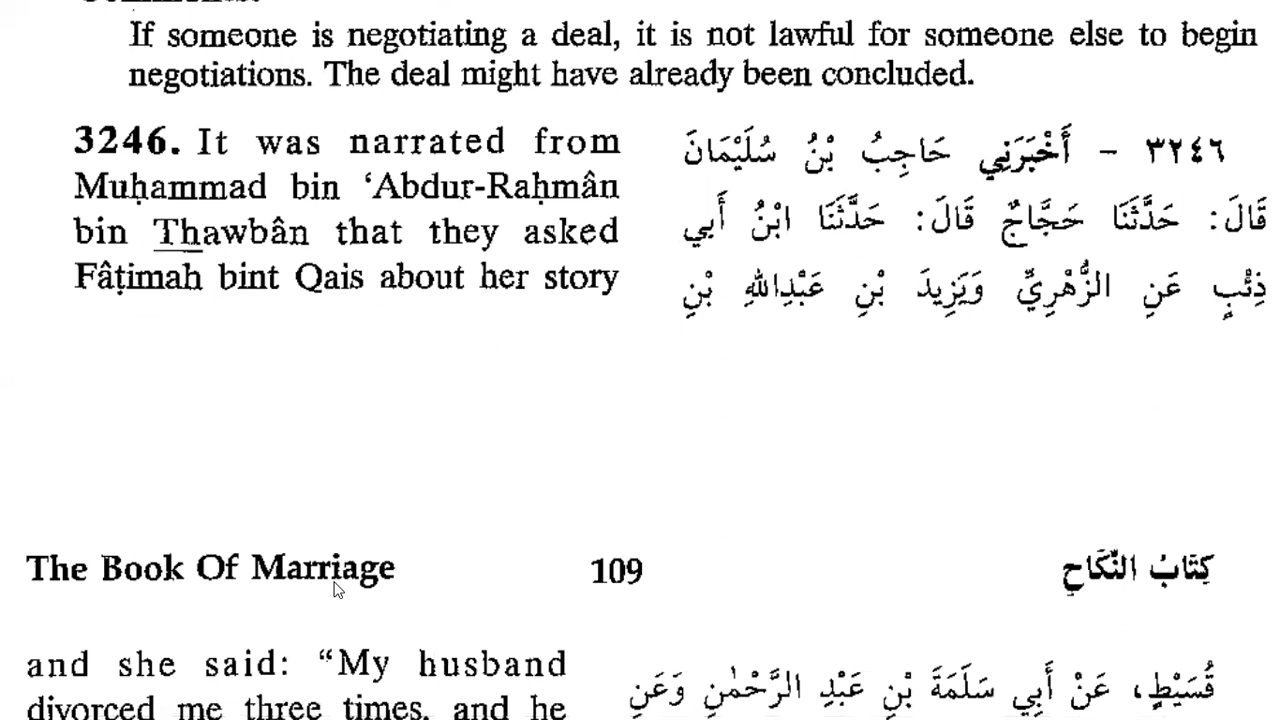 If someone is negotiating a deal, it is not lawful for someone else to begin
negotiations. The deal might have already been concluded.
3246. It was narrated from
Muḥammad bin ‘Abdur-Raḥmân
bin Thawbân that they asked
Fâṭimah bint Qais about her story
٣٢٤٦ – أَخْبَرَنِي حَاجِبُ بْنُ سُلَيْمَانَ
قَالَ: حَدَّثَنَا حَجَّاجٌ قَالَ: حَدَّثَنَا ابْنُ أَبِي
ذِئْبٍ عَنِ الزُّهْرِيِّ وَيَزِيدَ بْنِ عَبْدِاللهِ بْنِ
The Book Of Marriage 109 كِتَابُ النِّكَاحِ
and she said: “My husband
divorced me three times, and he
قُسَيْطٍ، عَنْ أَبِي سَلَمَةَ بْنِ عَبْدِ الرَّحْمٰنِ وَعَنِ